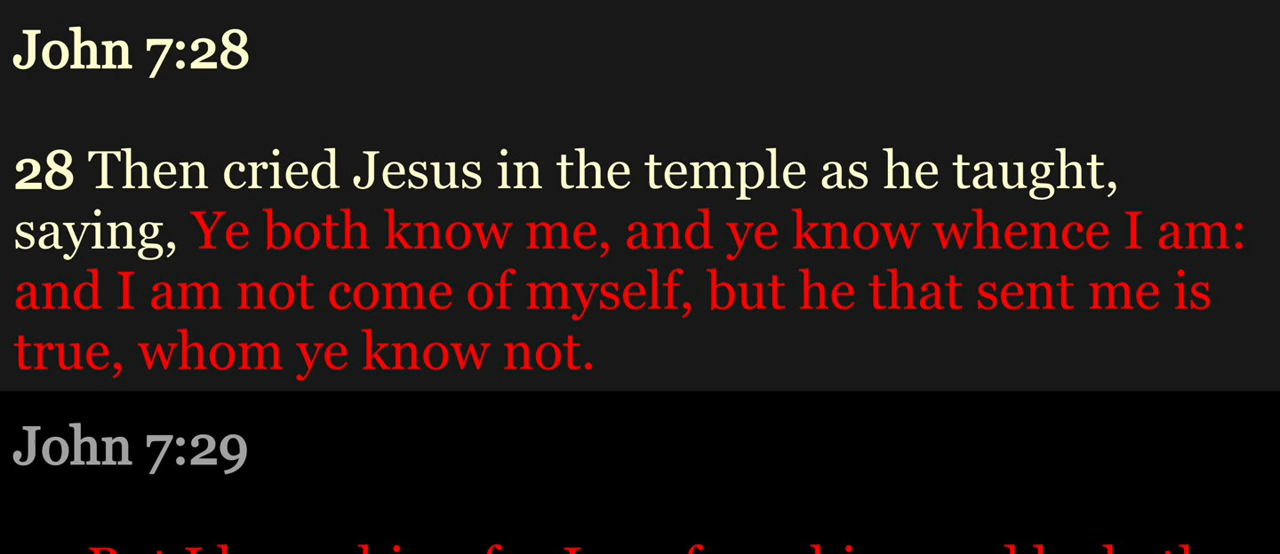 John 7:28
28 Then cried Jesus in the temple as he taught,
saying, Ye both know me, and ye know whence I am:
and I am not come of myself, but he that sent me is
true, whom ye know not.
John 7:29